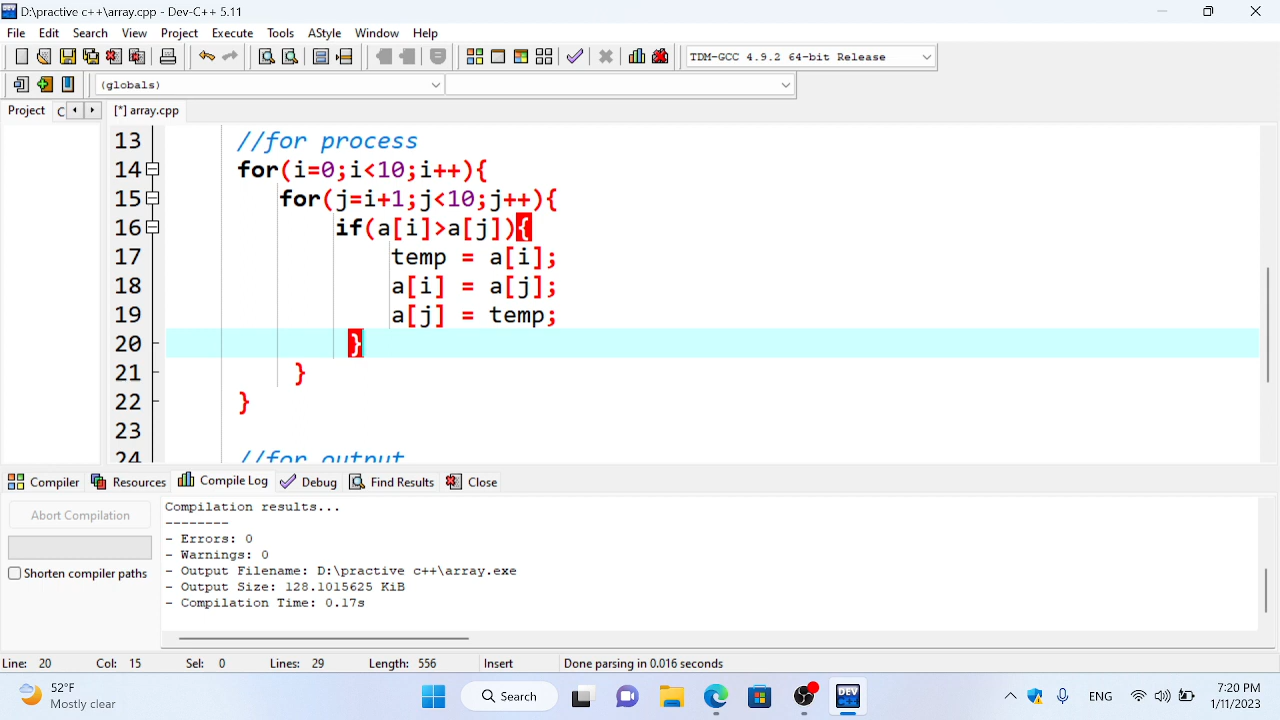 D:\practive c++\array.cpp - Dev-C++ 5.11
File Edit Search View Project Execute Tools AStyle Window Help
TDM-GCC 4.9.2 64-bit Release
(globals)
Project C [*] array.cpp
13 //for process
14 for(i=0;i<10;i++){
15 for(j=i+1;j<10;j++){
16 if(a[i]>a[j]){
17 temp = a[i];
18 a[i] = a[j];
19 a[j] = temp;
20 }
21 }
22 }
23
24 //for output
Compiler Resources Compile Log Debug Find Results Close
Abort Compilation
Shorten compiler paths
Compilation results...
--------
- Errors: 0
- Warnings: 0
- Output Filename: D:\practive c++\array.exe
- Output Size: 128.1015625 KiB
- Compilation Time: 0.17s
Line: 20 Col: 15 Sel: 0 Lines: 29 Length: 556 Insert Done parsing in 0.016 seconds
52°F
Mostly clear
Search
DEV
ENG
7:20 PM
1/11/2023